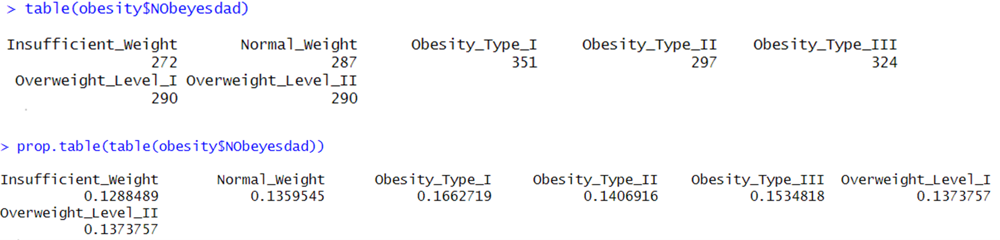 > table(obesity$NObeyesdad)
Insufficient_Weight Normal_Weight Obesity_Type_I Obesity_Type_II Obesity_Type_III
272 287 351 297 324
Overweight_Level_I Overweight_Level_II
290 290
> prop.table(table(obesity$NObeyesdad))
Insufficient_Weight Normal_Weight Obesity_Type_I Obesity_Type_II Obesity_Type_III Overweight_Level_I
0.1288489 0.1359545 0.1662719 0.1406916 0.1534818 0.1373757
Overweight_Level_II
0.1373757